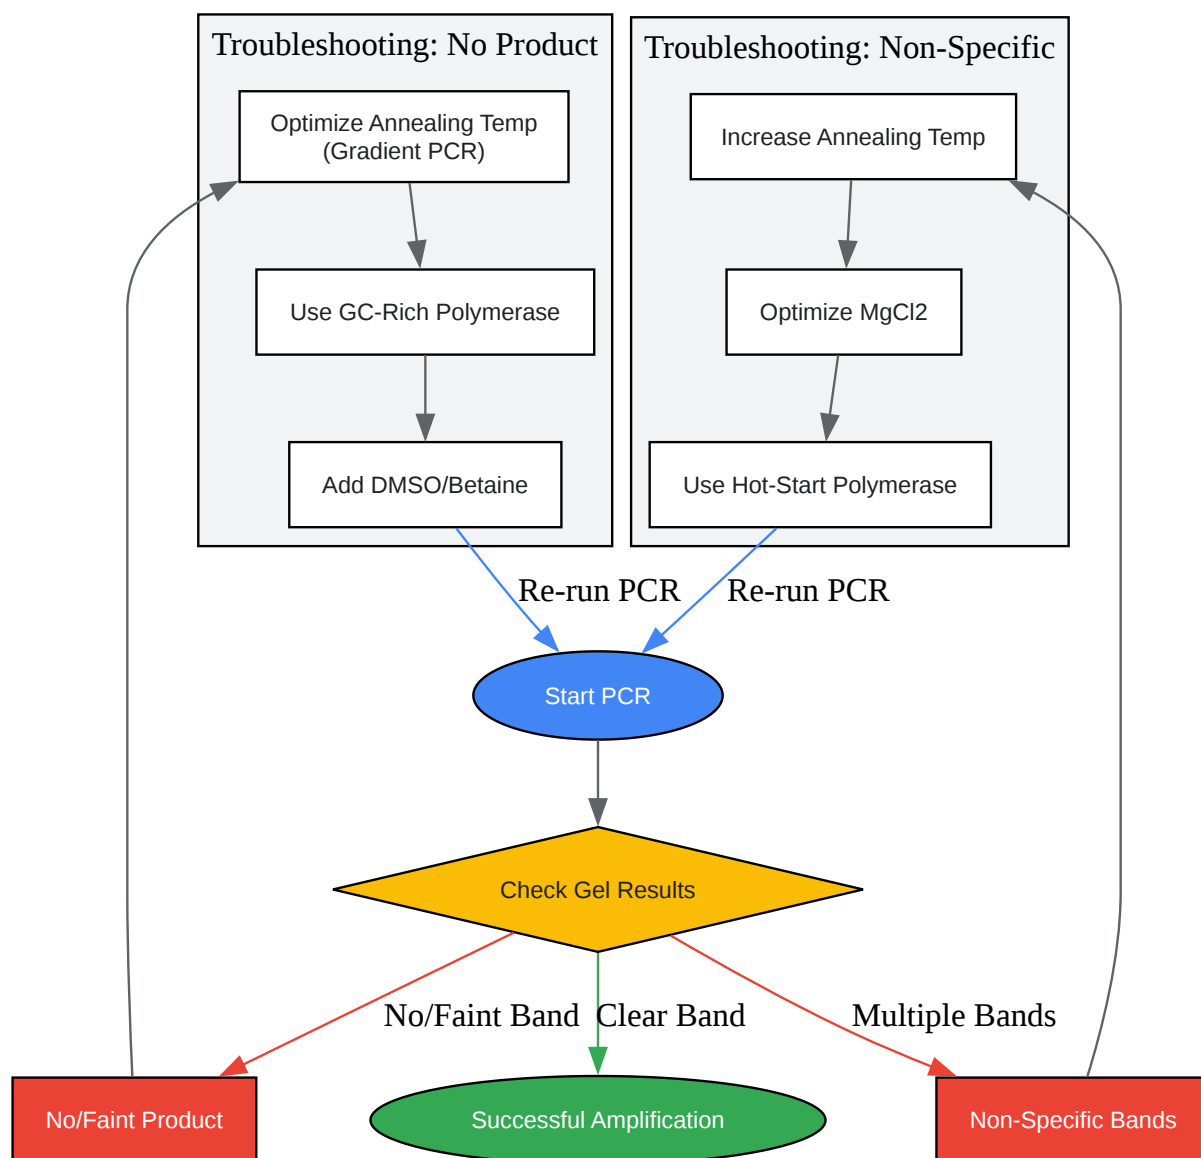 Troubleshooting: No Product
Optimize Annealing Temp
(Gradient PCR)
Use GC-Rich Polymerase
Add DMSO/Betaine
Troubleshooting: Non-Specific
Increase Annealing Temp
Optimize MgCl2
Use Hot-Start Polymerase
Re-run PCR
Re-run PCR
Start PCR
Check Gel Results
No/Faint Band
Clear Band
Multiple Bands
No/Faint Product
Successful Amplification
Non-Specific Bands